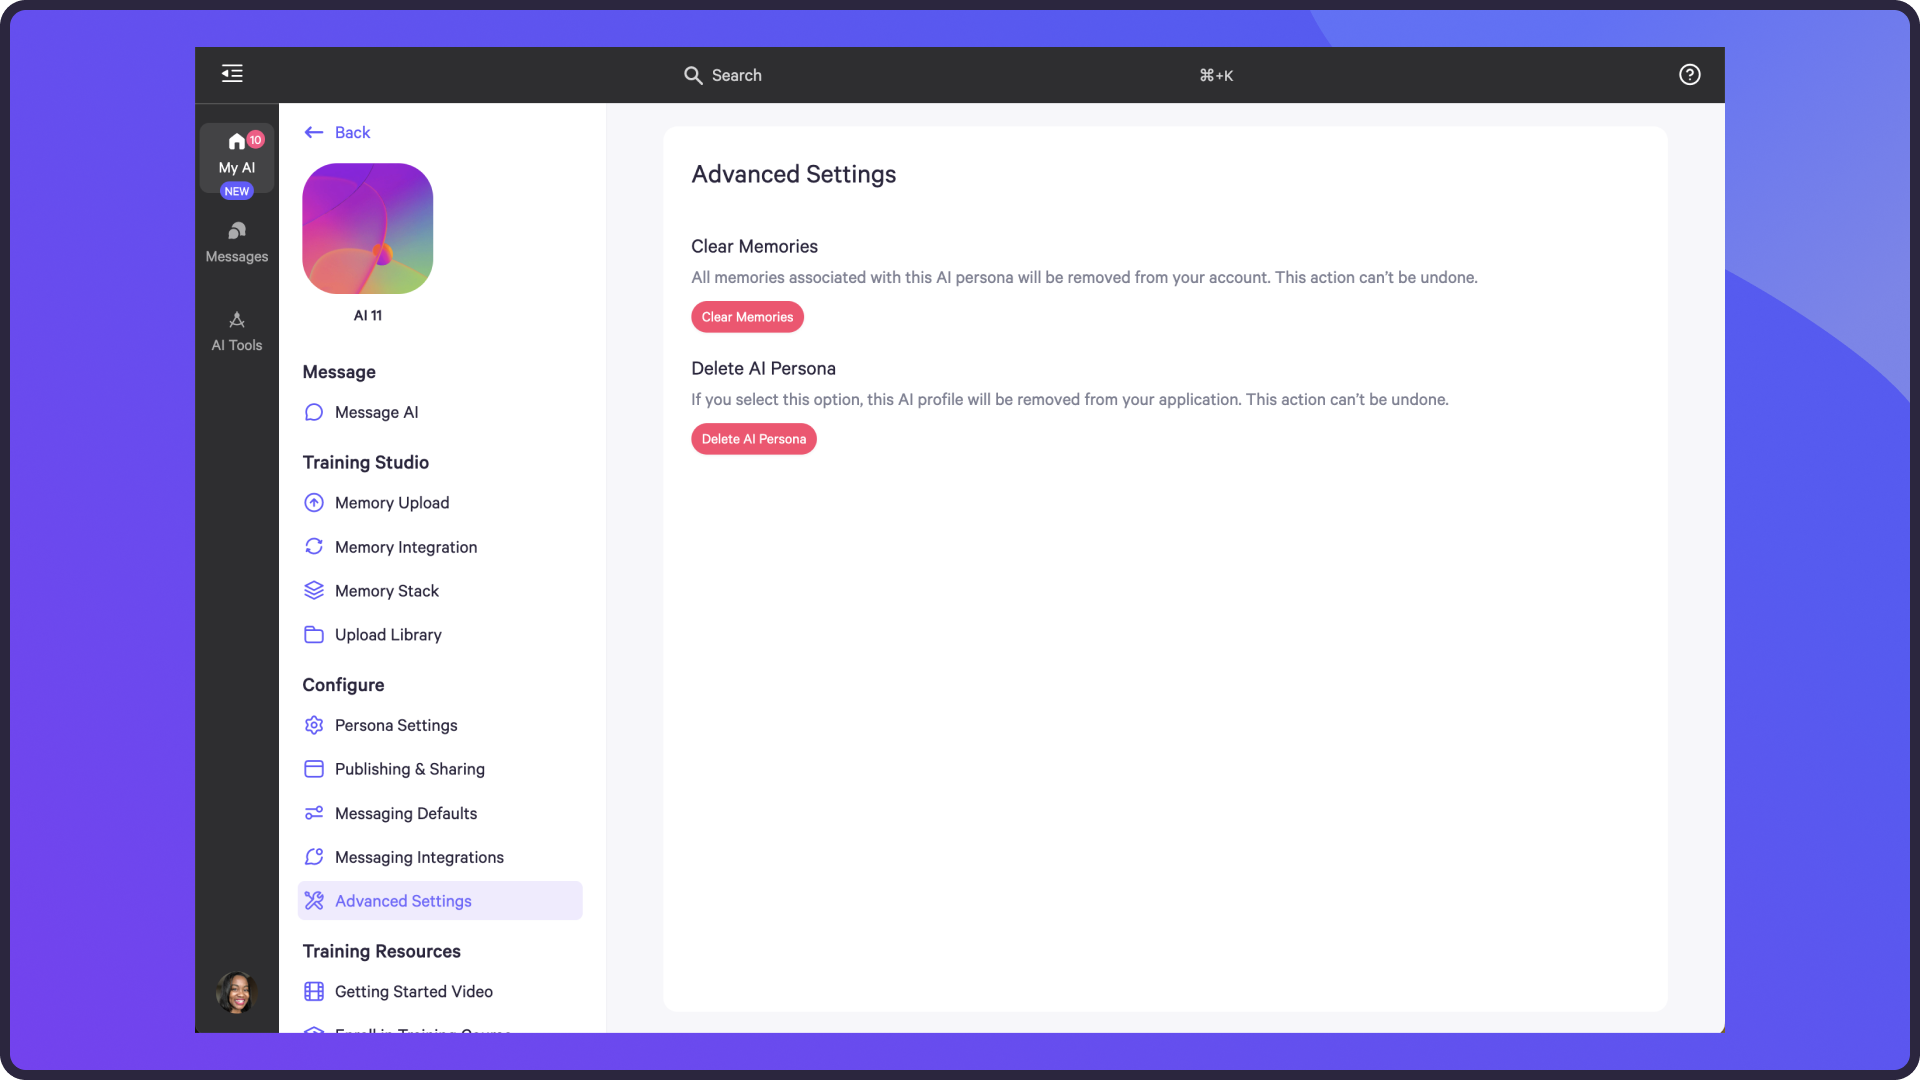 Search
⌘+K
10
My AI
NEW
Messages
AI Tools
Back
AI 11
Message
Message AI
Training Studio
Memory Upload
Memory Integration
Memory Stack
Upload Library
Configure
Persona Settings
Publishing & Sharing
Messaging Defaults
Messaging Integrations
Advanced Settings
Training Resources
Getting Started Video
Enroll in Training Course
Advanced Settings
Clear Memories
All memories associated with this AI persona will be removed from your account. This action can’t be undone.
Clear Memories
Delete AI Persona
If you select this option, this AI profile will be removed from your application. This action can’t be undone.
Delete AI Persona